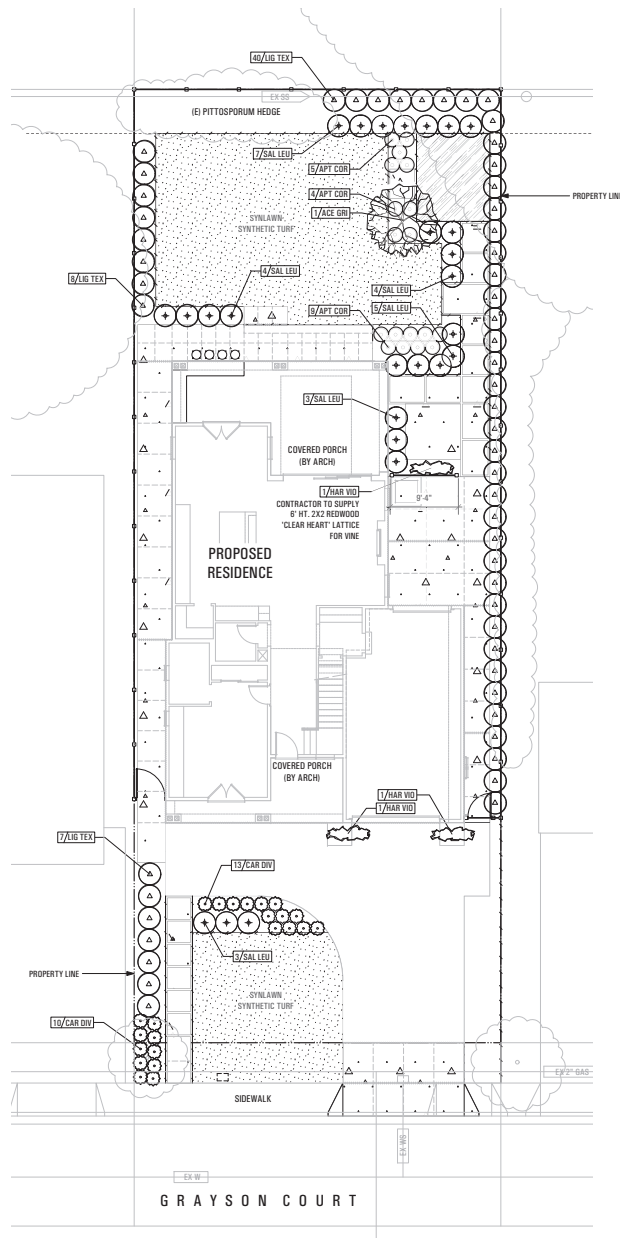 40/LIG TEX
EX SS
(E) PITTOSPORUM HEDGE
7/SAL LEU
5/APT COR
4/APT COR
PROPERTY LINE
1/ACE GRI
SYNLAWN
SYNTHETIC TURF
4/SAL LEU
8/LIG TEX
4/SAL LEU
5/SAL LEU
9/APT COR
3/SAL LEU
COVERED PORCH
(BY ARCH)
1/HAR VIO
CONTRACTOR TO SUPPLY
6' HT. 2X2 REDWOOD
'CLEAR HEART' LATTICE
FOR VINE
9'-4"
PROPOSED
RESIDENCE
COVERED PORCH
(BY ARCH)
1/HAR VIO
1/HAR VIO
7/LIG TEX
13/CAR DIV
3/SAL LEU
PROPERTY LINE
SYNLAWN
SYNTHETIC TURF
10/CAR DIV
EX 2" GAS
SIDEWALK
EX WS
EX W
GRAYSON COURT